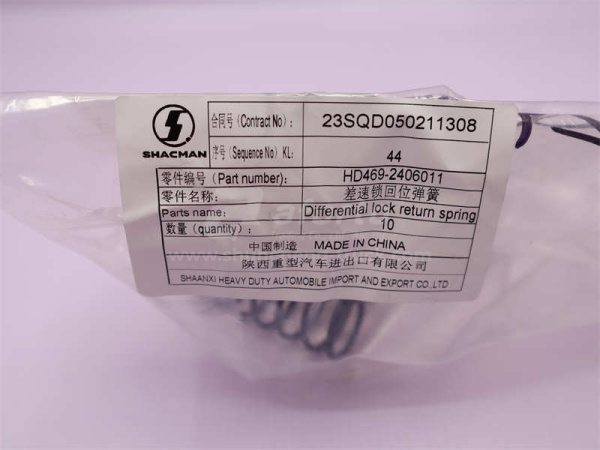 SHACMAN
合同号(Contract No): 23SQD050211308
序号(Sequence No) KL: 44
零件编号(Part number): HD469-2406011
零件名称: 差速锁回位弹簧
Parts name: Differential lock return spring
数量(quantity): 10
中国制造 MADE IN CHINA
陕西重型汽车进出口有限公司
SHAANXI HEAVY DUTY AUTOMOBILE IMPORT AND EXPORT CO.,LTD